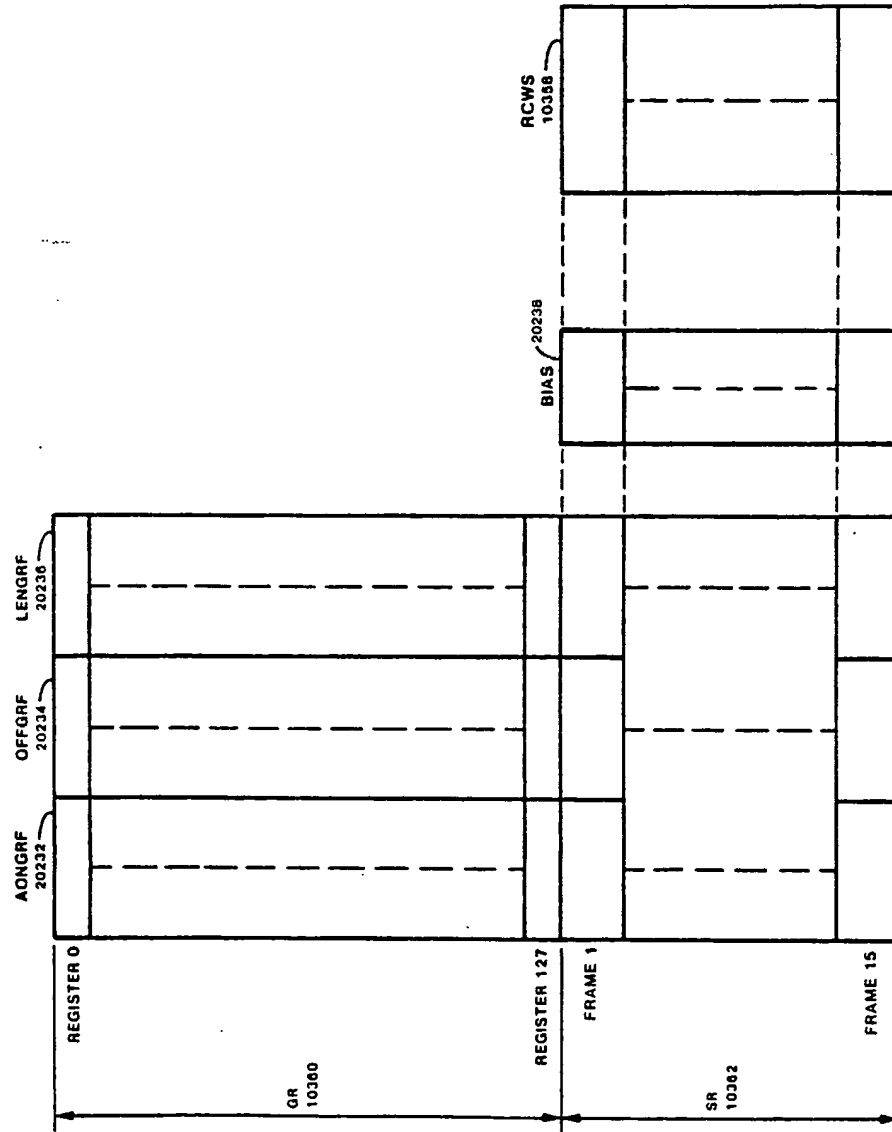 AONGRF
20232
OFFGRF
20234
LENGRF
20236
REGISTER 0
GR
10360
REGISTER 127
BIAS
20238
RCWS
10358
FRAME 1
SR
10362
FRAME 15